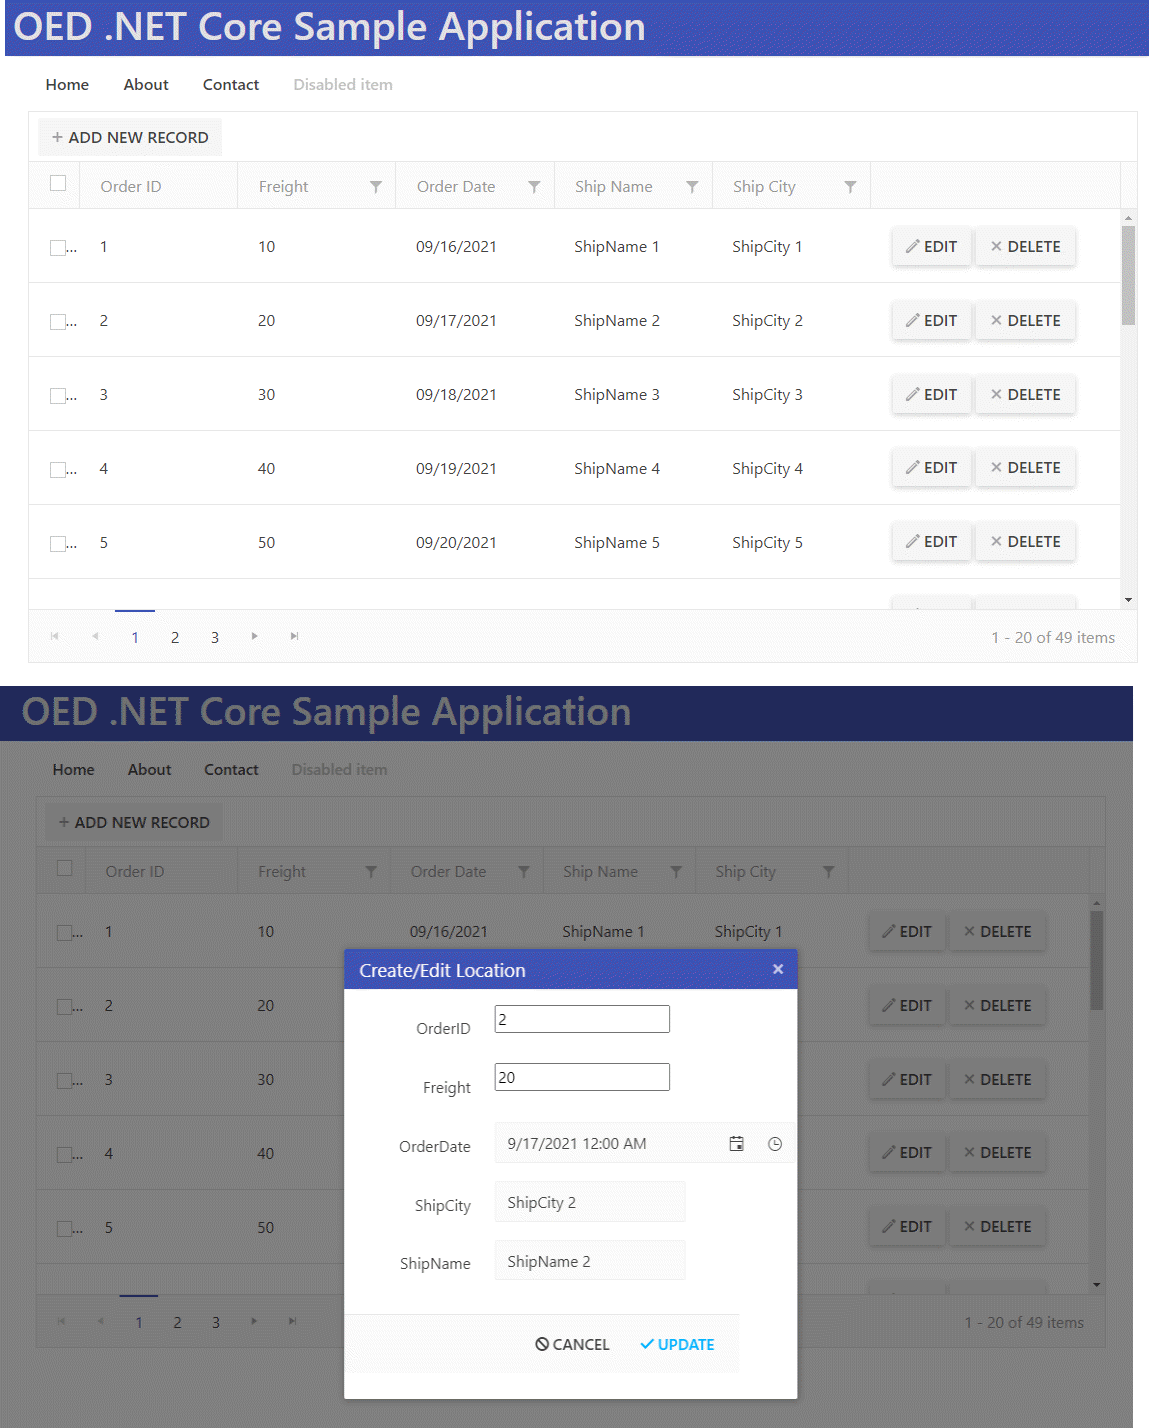 OED .NET Core Sample Application
Home About Contact Disabled item
+ ADD NEW RECORD
Order ID Freight Order Date Ship Name Ship City
... 1 10 09/16/2021 ShipName 1 ShipCity 1 EDIT DELETE
... 2 20 09/17/2021 ShipName 2 ShipCity 2 EDIT DELETE
... 3 30 09/18/2021 ShipName 3 ShipCity 3 EDIT DELETE
... 4 40 09/19/2021 ShipName 4 ShipCity 4 EDIT DELETE
... 5 50 09/20/2021 ShipName 5 ShipCity 5 EDIT DELETE
1 2 3 1 - 20 of 49 items
OED .NET Core Sample Application
Home About Contact Disabled item
+ ADD NEW RECORD
Order ID Freight Order Date Ship Name Ship City
... 1 10 09/16/2021 ShipName 1 ShipCity 1 EDIT DELETE
... 2 20 EDIT DELETE
... 3 30 EDIT DELETE
... 4 40 EDIT DELETE
... 5 50 EDIT DELETE
1 2 3 1 - 20 of 49 items
Create/Edit Location
OrderID 2
Freight 20
OrderDate 9/17/2021 12:00 AM
ShipCity ShipCity 2
ShipName ShipName 2
CANCEL UPDATE